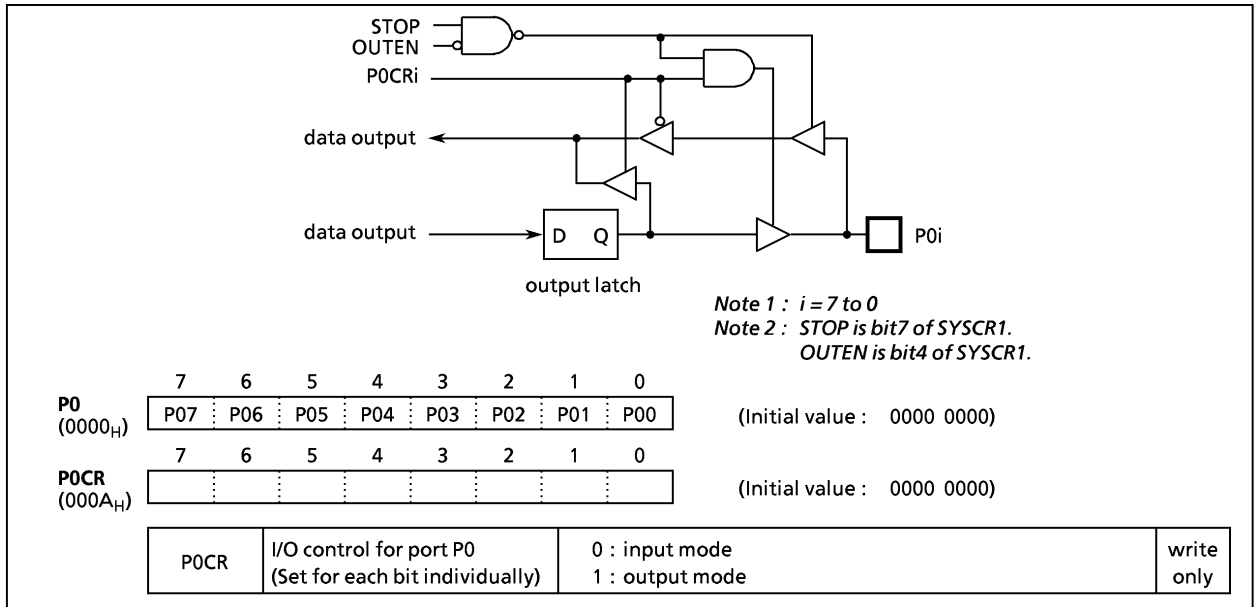 STOP
OUTEN
P0CRi
data output
data output
D Q
P0i
output latch
Note 1 : i = 7 to 0
Note 2 : STOP is bit7 of SYSCR1.
OUTEN is bit4 of SYSCR1.
7 6 5 4 3 2 1 0
P0
(0000H)
P07 P06 P05 P04 P03 P02 P01 P00
(Initial value : 0000 0000)
7 6 5 4 3 2 1 0
P0CR
(000AH)
(Initial value : 0000 0000)
P0CR
I/O control for port P0
(Set for each bit individually)
0 : input mode
1 : output mode
write
only